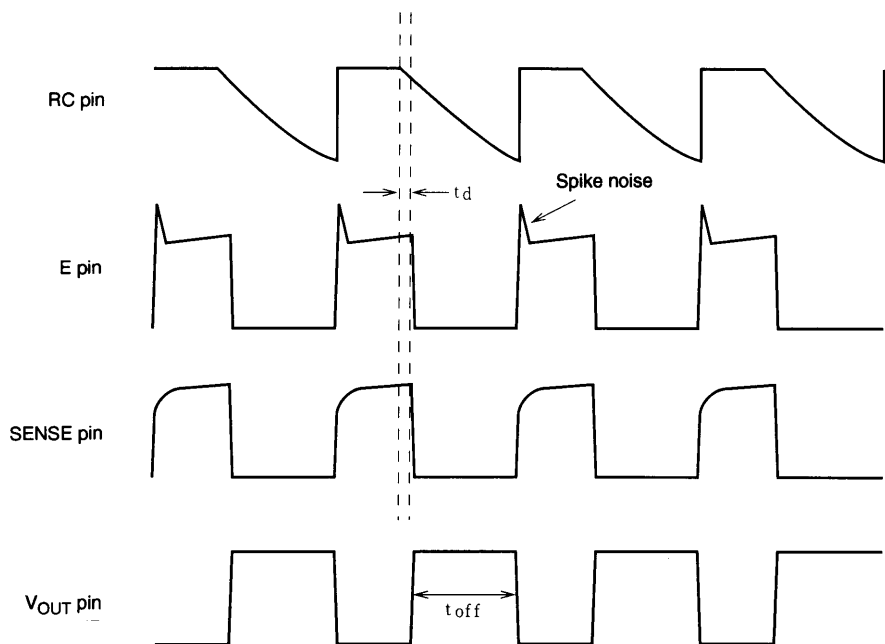 RC pin
td
Spike noise
E pin
SENSE pin
VOUT pin
toff